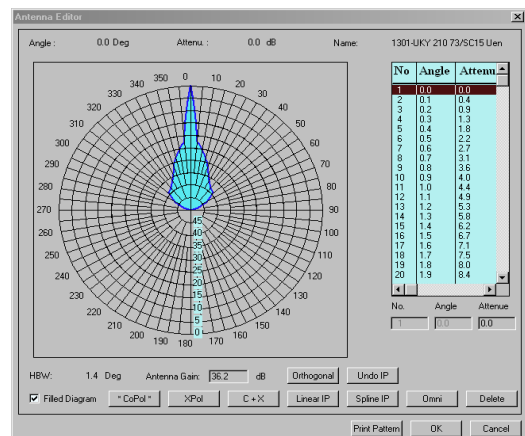 Antenna Editor
Angle : 0.0 Deg Attenu. : 0.0 dB Name: 1301-UKY 210 73/SC15 Uen
350 0 10
340 20
330 30
320 40
310 50
300 60
290 70
280 80
270 90
260 100
250 110
240 120
230 130
220 140
210 150
200 160
190 180 170
45
40
35
30
25
20
15
10
5
0
No Angle Attenu
1 0.0 0.0
2 0.1 0.4
3 0.2 0.9
4 0.3 1.3
5 0.4 1.8
6 0.5 2.2
7 0.6 2.7
8 0.7 3.1
9 0.8 3.6
10 0.9 4.0
11 1.0 4.4
12 1.1 4.9
13 1.2 5.3
14 1.3 5.8
15 1.4 6.2
16 1.5 6.7
17 1.6 7.1
18 1.7 7.5
19 1.8 8.0
20 1.9 8.4
No. Angle Attenue
1 0.0 0.0
HBW: 1.4 Deg Antenna Gain: 36.2 dB Orthogonal Undo IP
Filled Diagram " CoPol " XPol C + X Linear IP Spline IP Omni Delete
Print Pattern OK Cancel